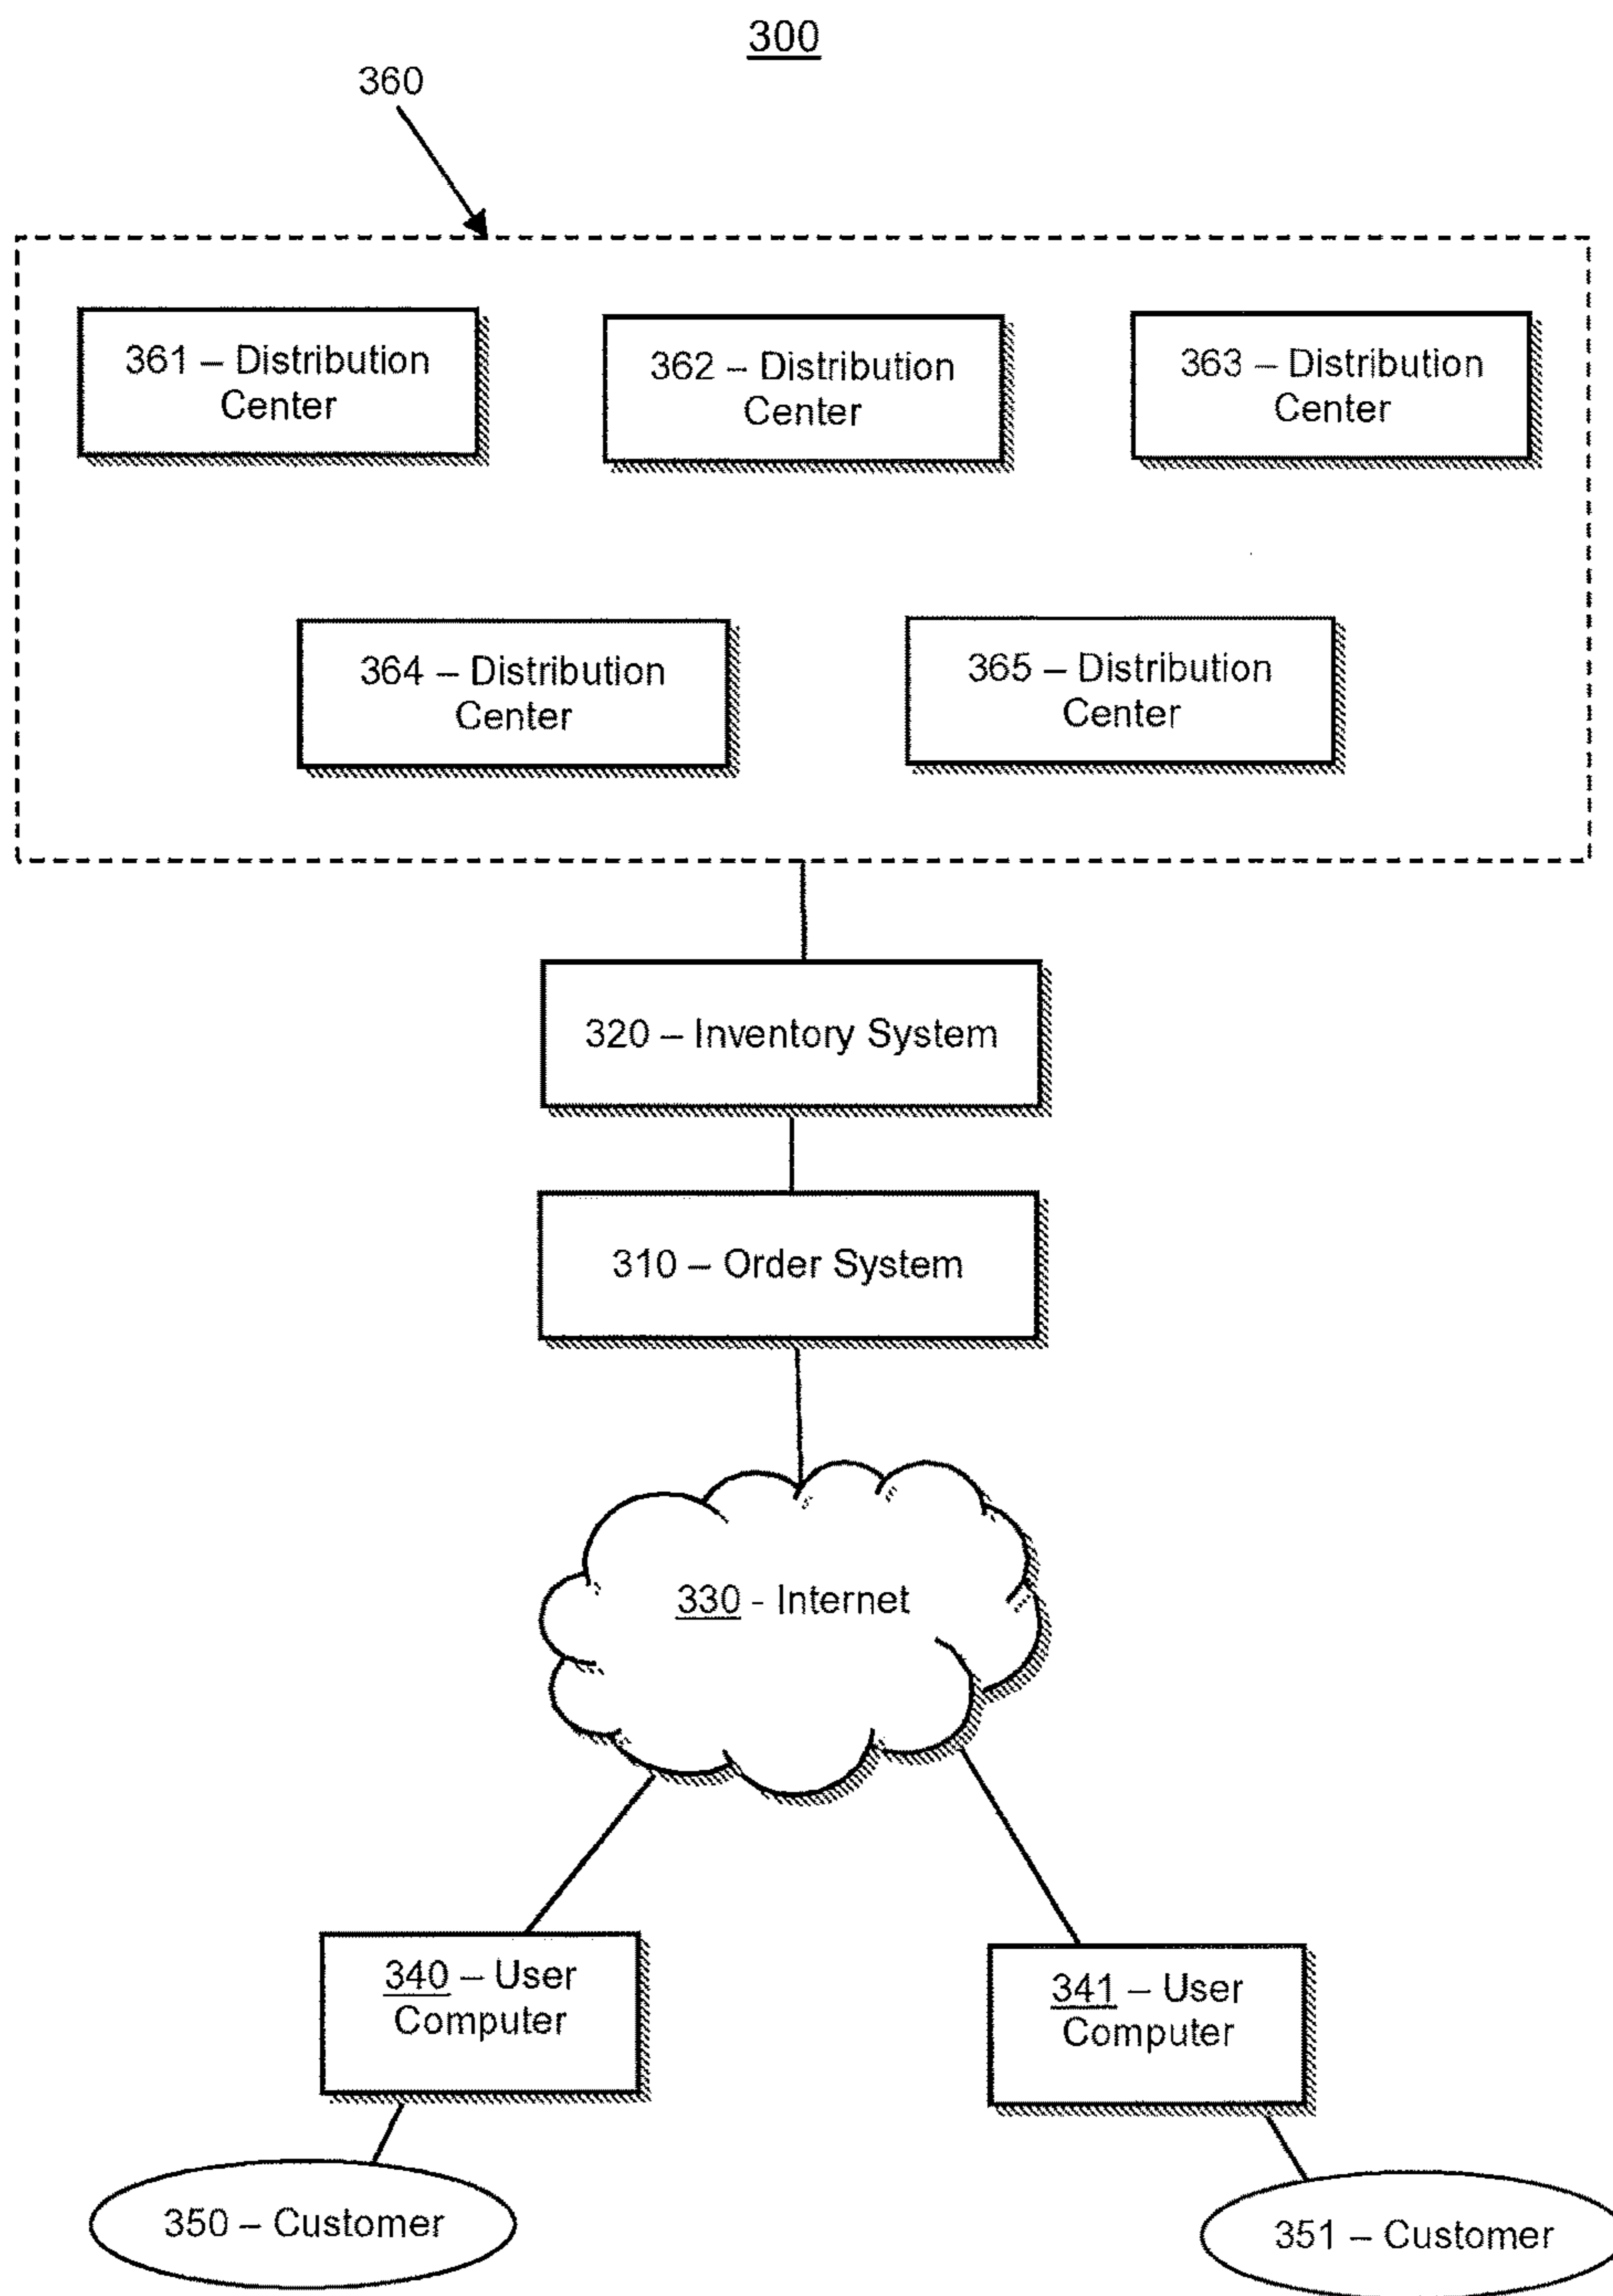 300
360
361 – Distribution
Center
362 – Distribution
Center
363 – Distribution
Center
364 – Distribution
Center
365 – Distribution
Center
320 – Inventory System
310 – Order System
330 - Internet
340 – User
Computer
341 – User
Computer
350 – Customer
351 – Customer